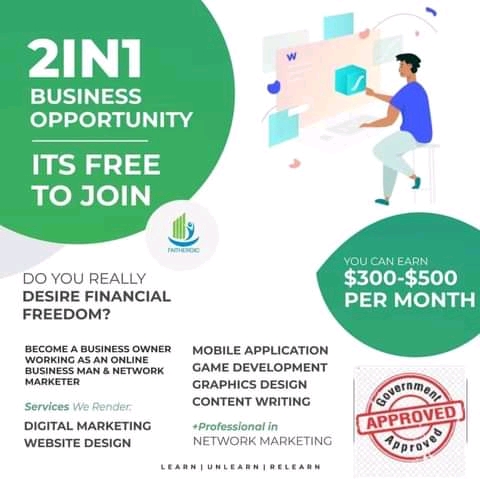 2IN1
BUSINESS
OPPORTUNITY
ITS FREE
TO JOIN
W
DO YOU REALLY
DESIRE FINANCIAL
FREEDOM?
YOU CAN EARN
$300-$500
PER MONTH
BECOME A BUSINESS OWNER
WORKING AS AN ONLINE
BUSINESS MAN & NETWORK
MARKETER
Services We Render:
DIGITAL MARKETING
WEBSITE DESIGN
MOBILE APPLICATION
GAME DEVELOPMENT
GRAPHICS DESIGN
CONTENT WRITING
+Professional in
NETWORK MARKETING
Government
APPROVED
Approved
LEARN | UNLEARN | RELEARN